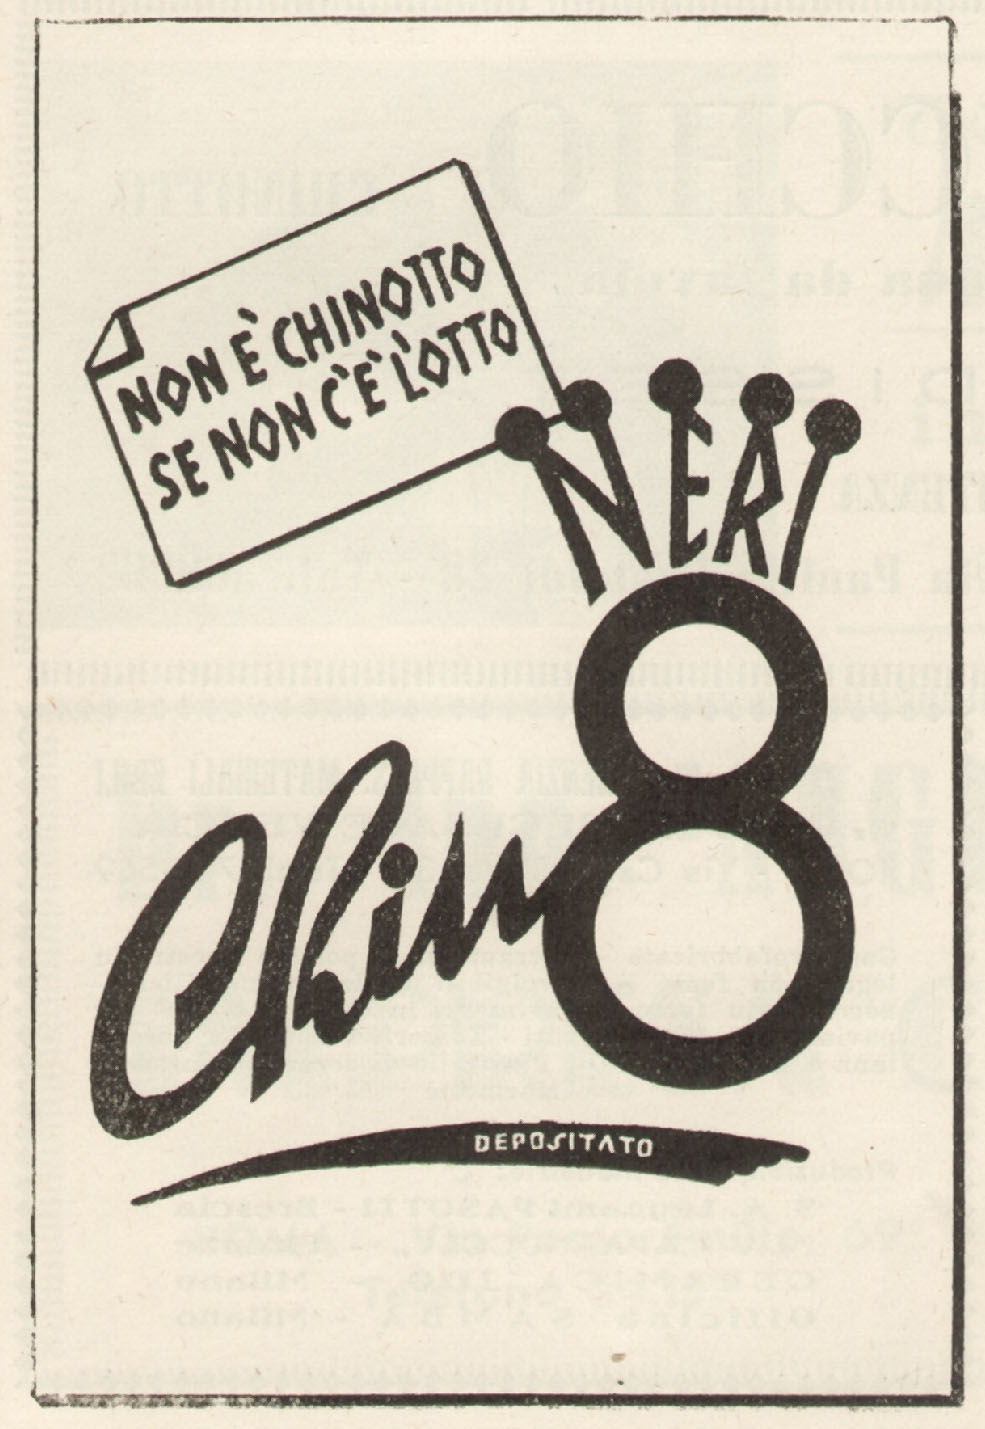 NON È CHINOTTO
SE NON C'È L'OTTO
NERI
Chin8
DEPOSITATO